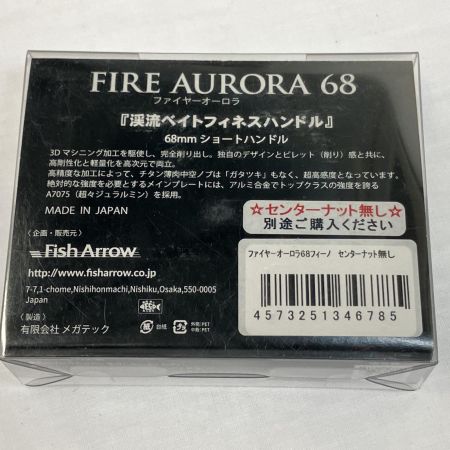 FIRE AURORA 68
ファイヤーオーロラ
『渓流ベイトフィネスハンドル』
68mm ショートハンドル
3D マシニング加工を駆使し、完全削り出し。独自のデザインとビレット（削り）感と共に、
高剛性化と軽量化を高次元で両立。
高精度な加工によって、チタン薄肉中空ノブは「ガタツキ」もなく、超高感度となっています。
絶対的な強度を必要とするメインプレートには、アルミ合金でトップクラスの強度を誇る
A7075（超々ジュラルミン）を採用。
MADE IN JAPAN
☆センターナット無し☆
別途ご購入ください
〈企画・販売元〉
Fish Arrow
http://www.fisharrow.co.jp
7-7,1-chome,Nishihonmachi,Nishiku,Osaka,550-0005
Japan
〈製造〉
有限会社 メガテック
紙
台紙
PET
外箱:PET
中敷:PET
ファイヤーオーロラ68フィーノ センターナット無し
4573251346785